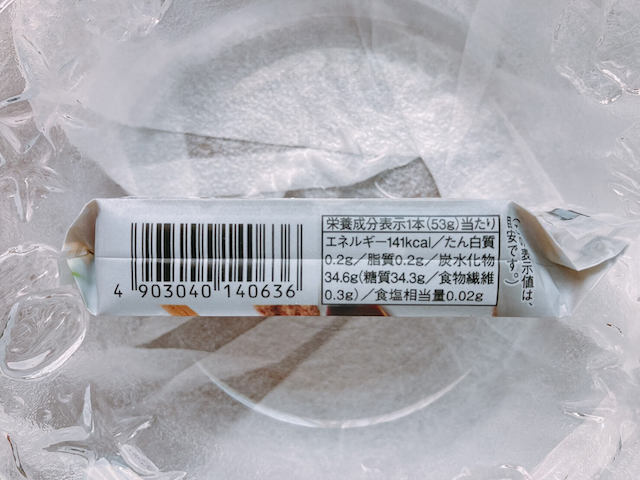 4 903040 140636
栄養成分表示1本(53g)当たり
エネルギー141kcal/たん白質
0.2g/脂質0.2g/炭水化物
34.6g(糖質34.3g/食物繊維
0.3g)/食塩相当量0.02g
表示値は、
目安です。)